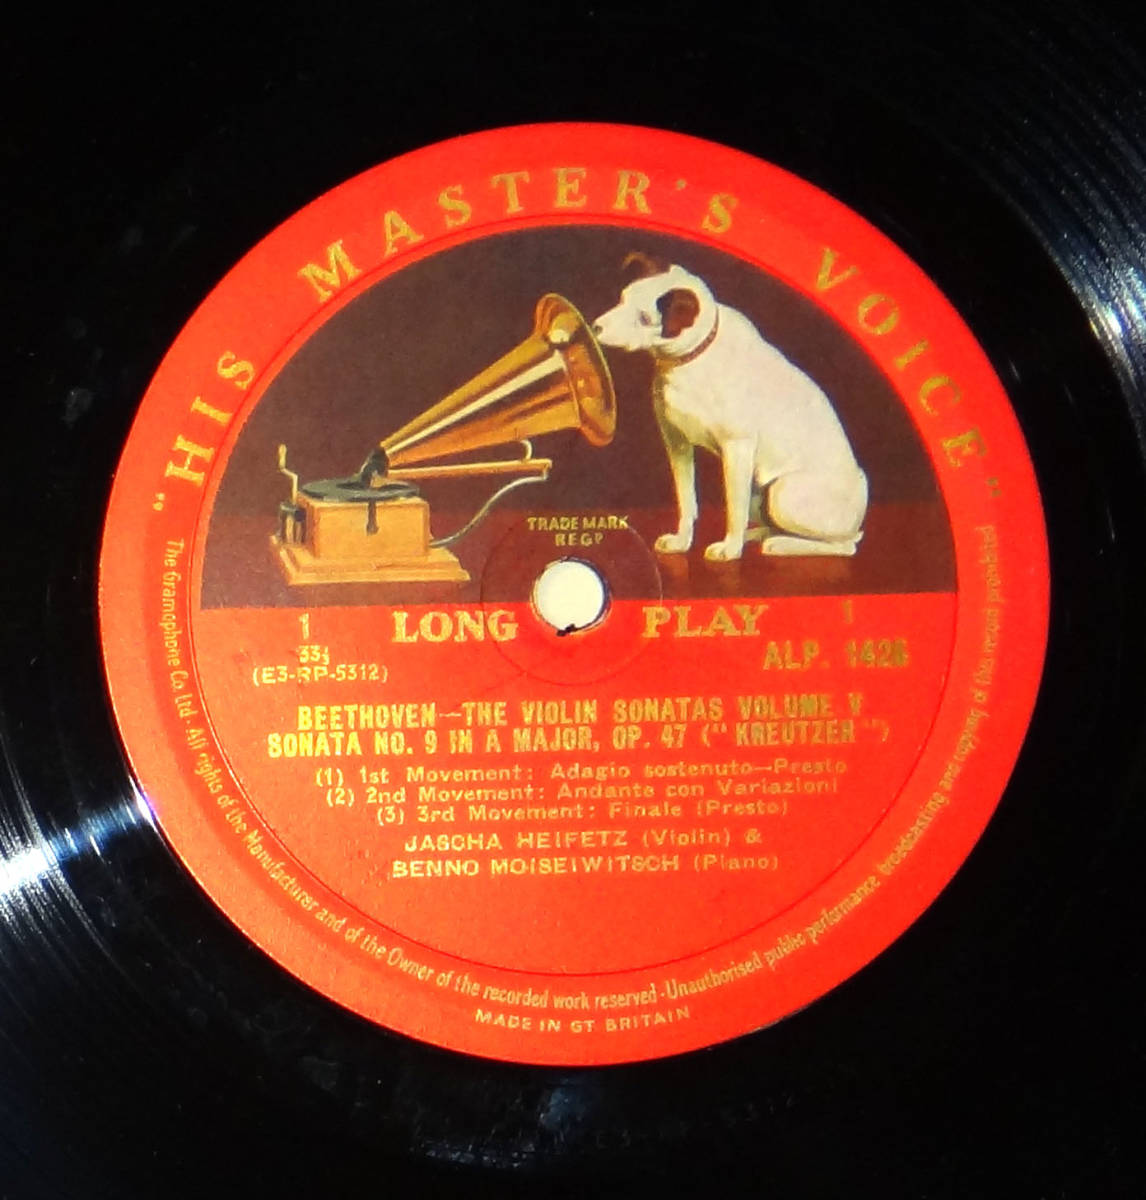 "HIS MASTER'S VOICE"
TRADE MARK
REGD
1 LONG PLAY 1
33⅓
(E3-RP-5312)
ALP. 1426
BEETHOVEN—THE VIOLIN SONATAS VOLUME V
SONATA NO. 9 IN A MAJOR, OP. 47 ("KREUTZER")
(1) 1st Movement: Adagio sostenuto—Presto
(2) 2nd Movement: Andante con Variazioni
(3) 3rd Movement: Finale (Presto)
JASCHA HEIFETZ (Violin) &
BENNO MOISEIWITSCH (Piano)
The Gramophone Co Ltd. All rights of the Manufacturer and of the Owner of the recorded work reserved · Unauthorised public performance broadcasting and copying of this record prohibited
MADE IN GT BRITAIN